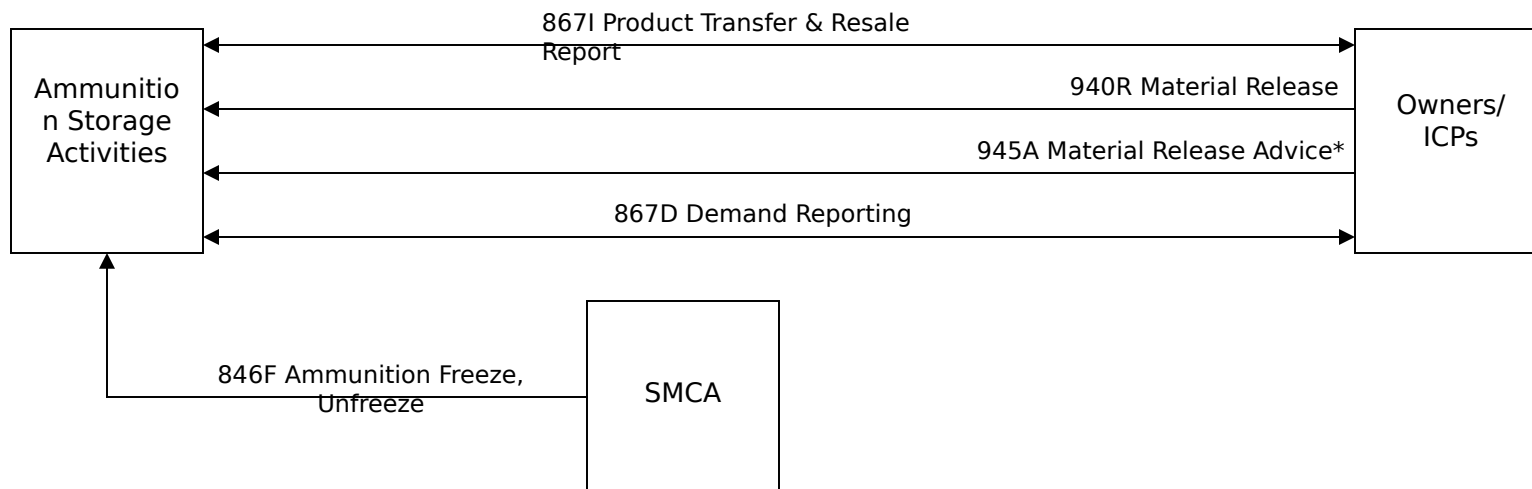 867I Product Transfer & Resale
Report
Ammunitio
n Storage
Activities
940R Material Release
Owners/
ICPs
945A Material Release Advice*
867D Demand Reporting
846F Ammunition Freeze,
Unfreeze
SMCA